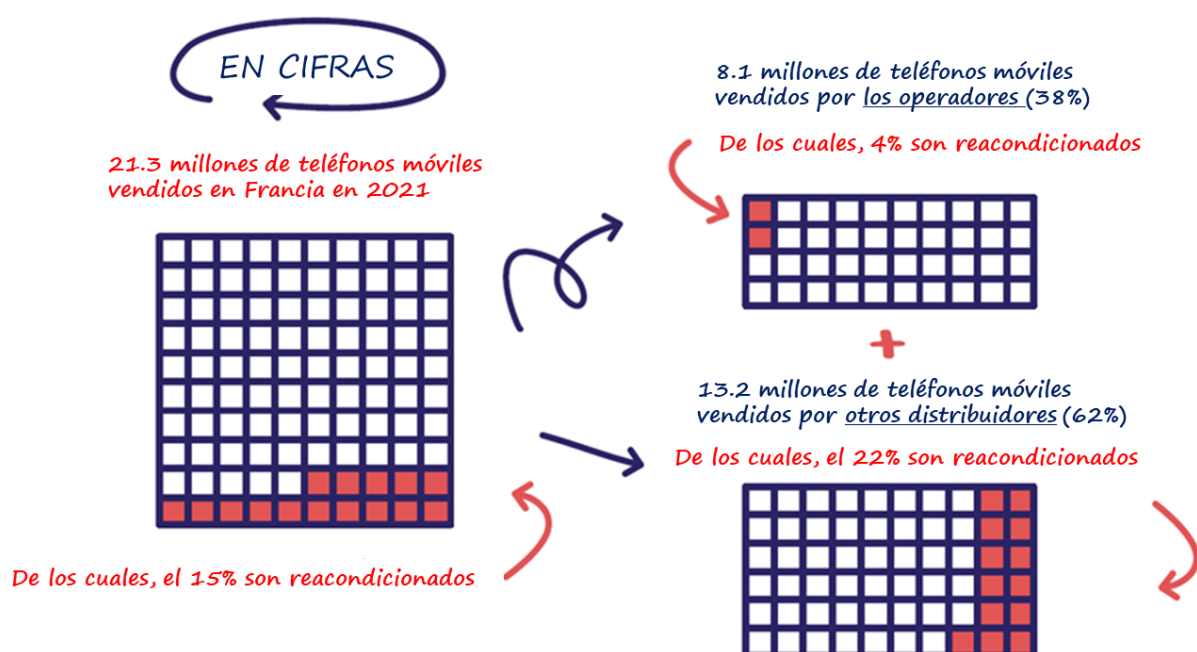 EN CIFRAS
21.3 millones de teléfonos móviles
vendidos en Francia en 2021
De los cuales, el 15% son reacondicionados
8.1 millones de teléfonos móviles
vendidos por los operadores (38%)
De los cuales, 4% son reacondicionados
+
13.2 millones de teléfonos móviles
vendidos por otros distribuidores (62%)
De los cuales, el 22% son reacondicionados